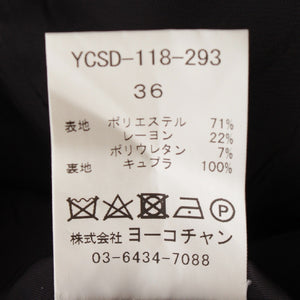 YCSD-118-293
36
表地 ポリエステル 71%
レーヨン 22%
ポリウレタン 7%
裏地 キュプラ 100%
株式会社 ヨーコチャン
03-6434-7088